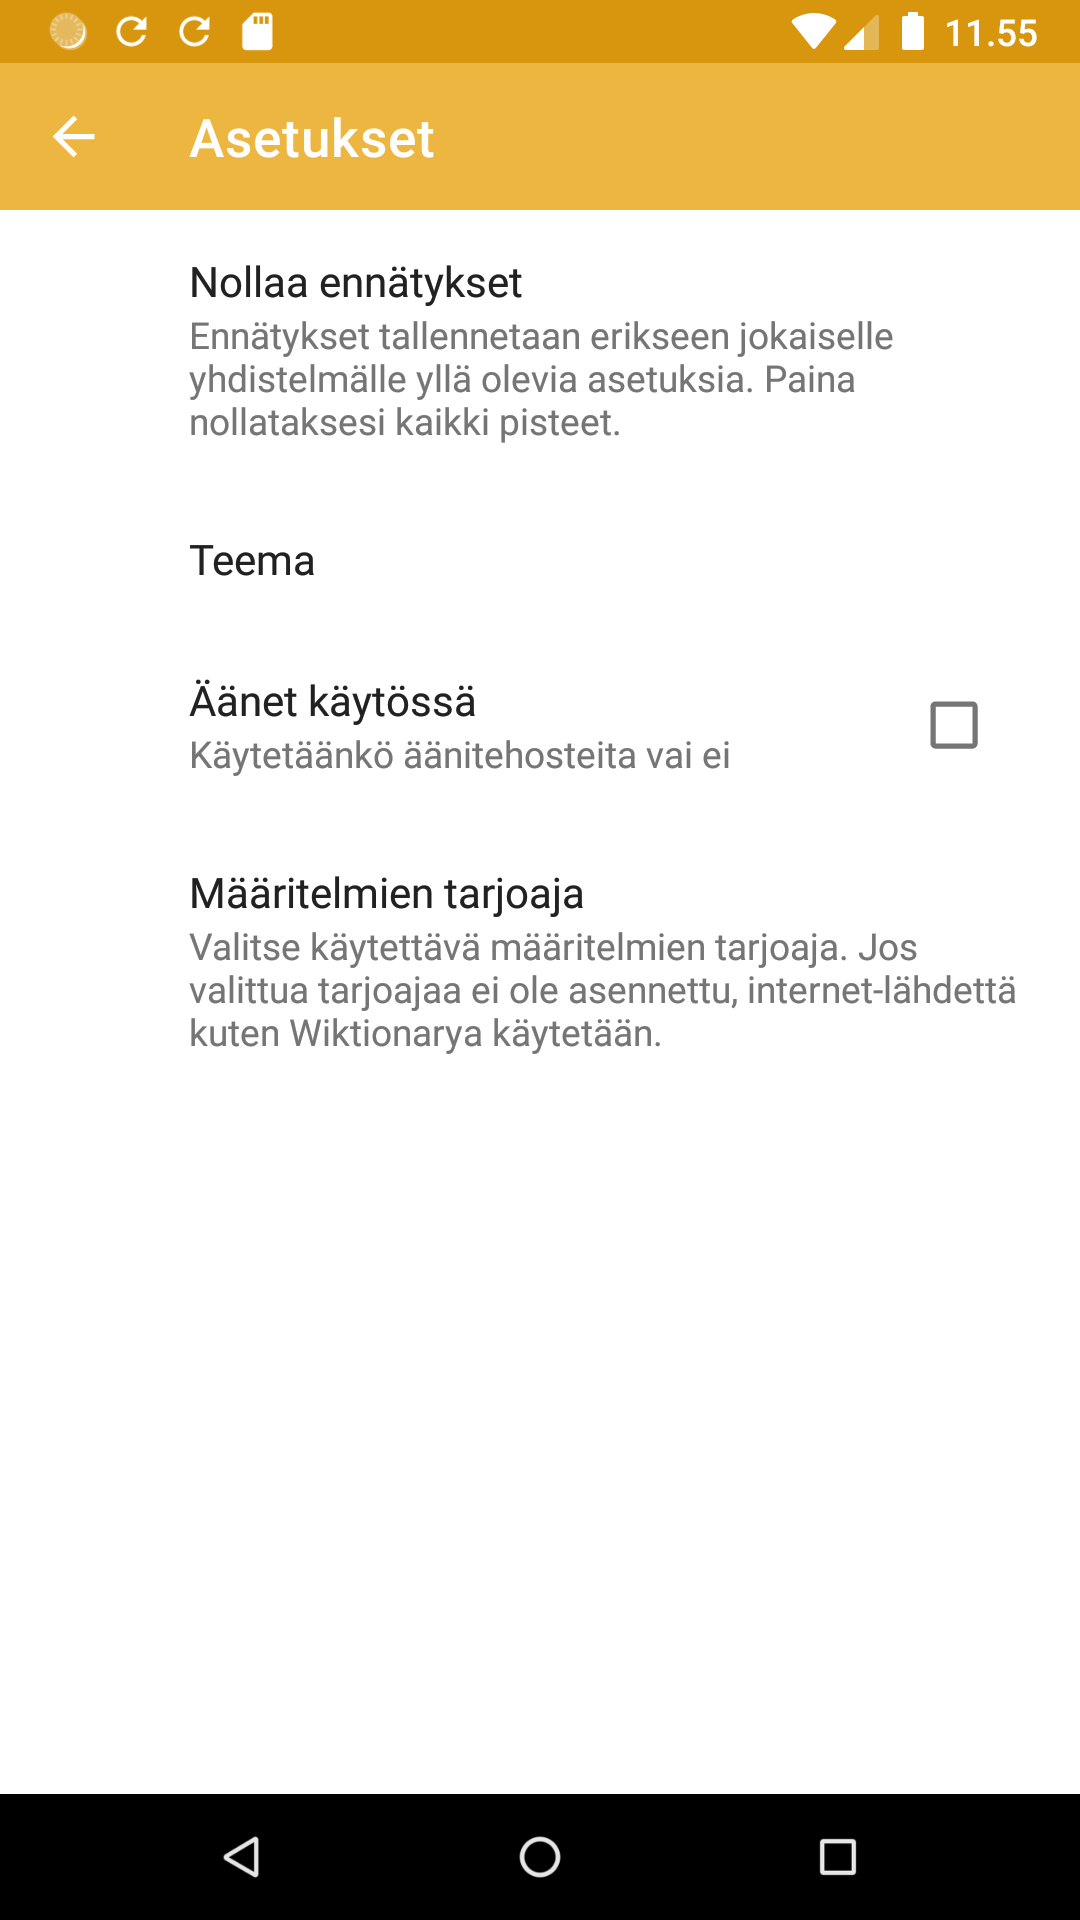 11.55
Asetukset
Nollaa ennätykset
Ennätykset tallennetaan erikseen jokaiselle
yhdistelmälle yllä olevia asetuksia. Paina
nollataksesi kaikki pisteet.
Teema
Äänet käytössä
Käytetäänkö äänitehosteita vai ei
Määritelmien tarjoaja
Valitse käytettävä määritelmien tarjoaja. Jos
valittua tarjoajaa ei ole asennettu, internet-lähdettä
kuten Wiktionarya käytetään.